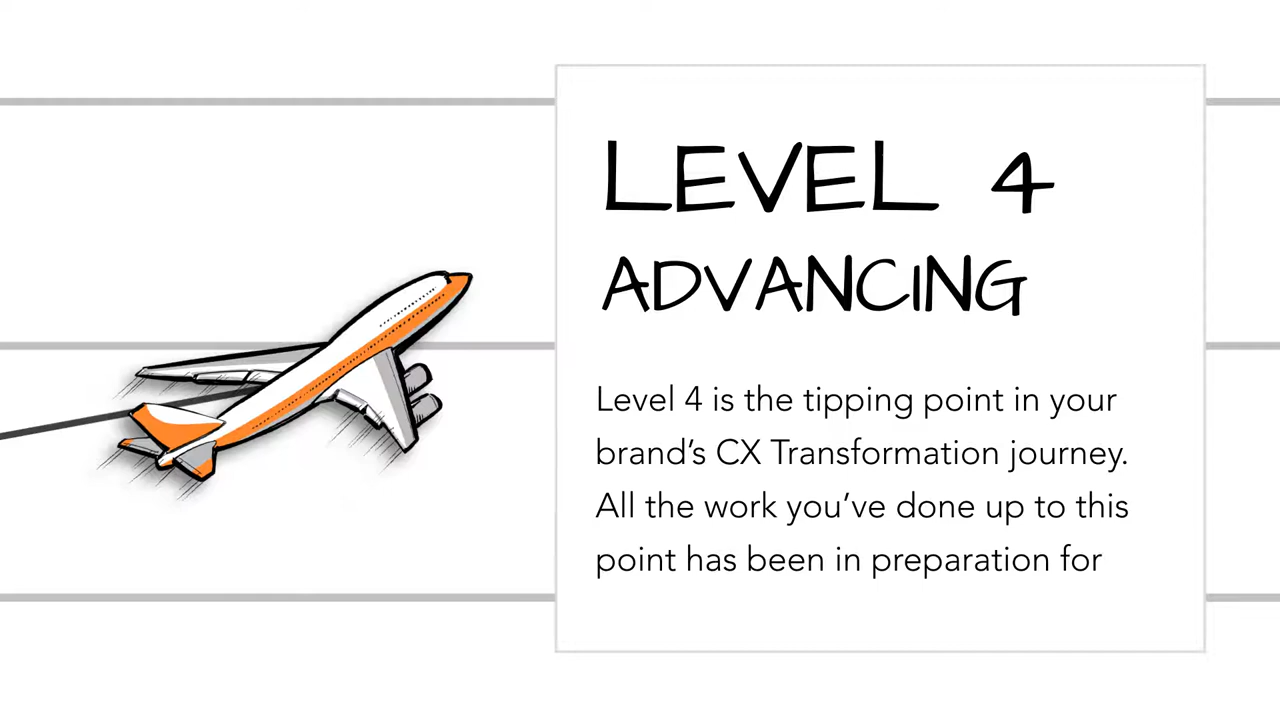 LEVEL 4
ADVANCING
Level 4 is the tipping point in your
brand’s CX Transformation journey.
All the work you’ve done up to this
point has been in preparation for